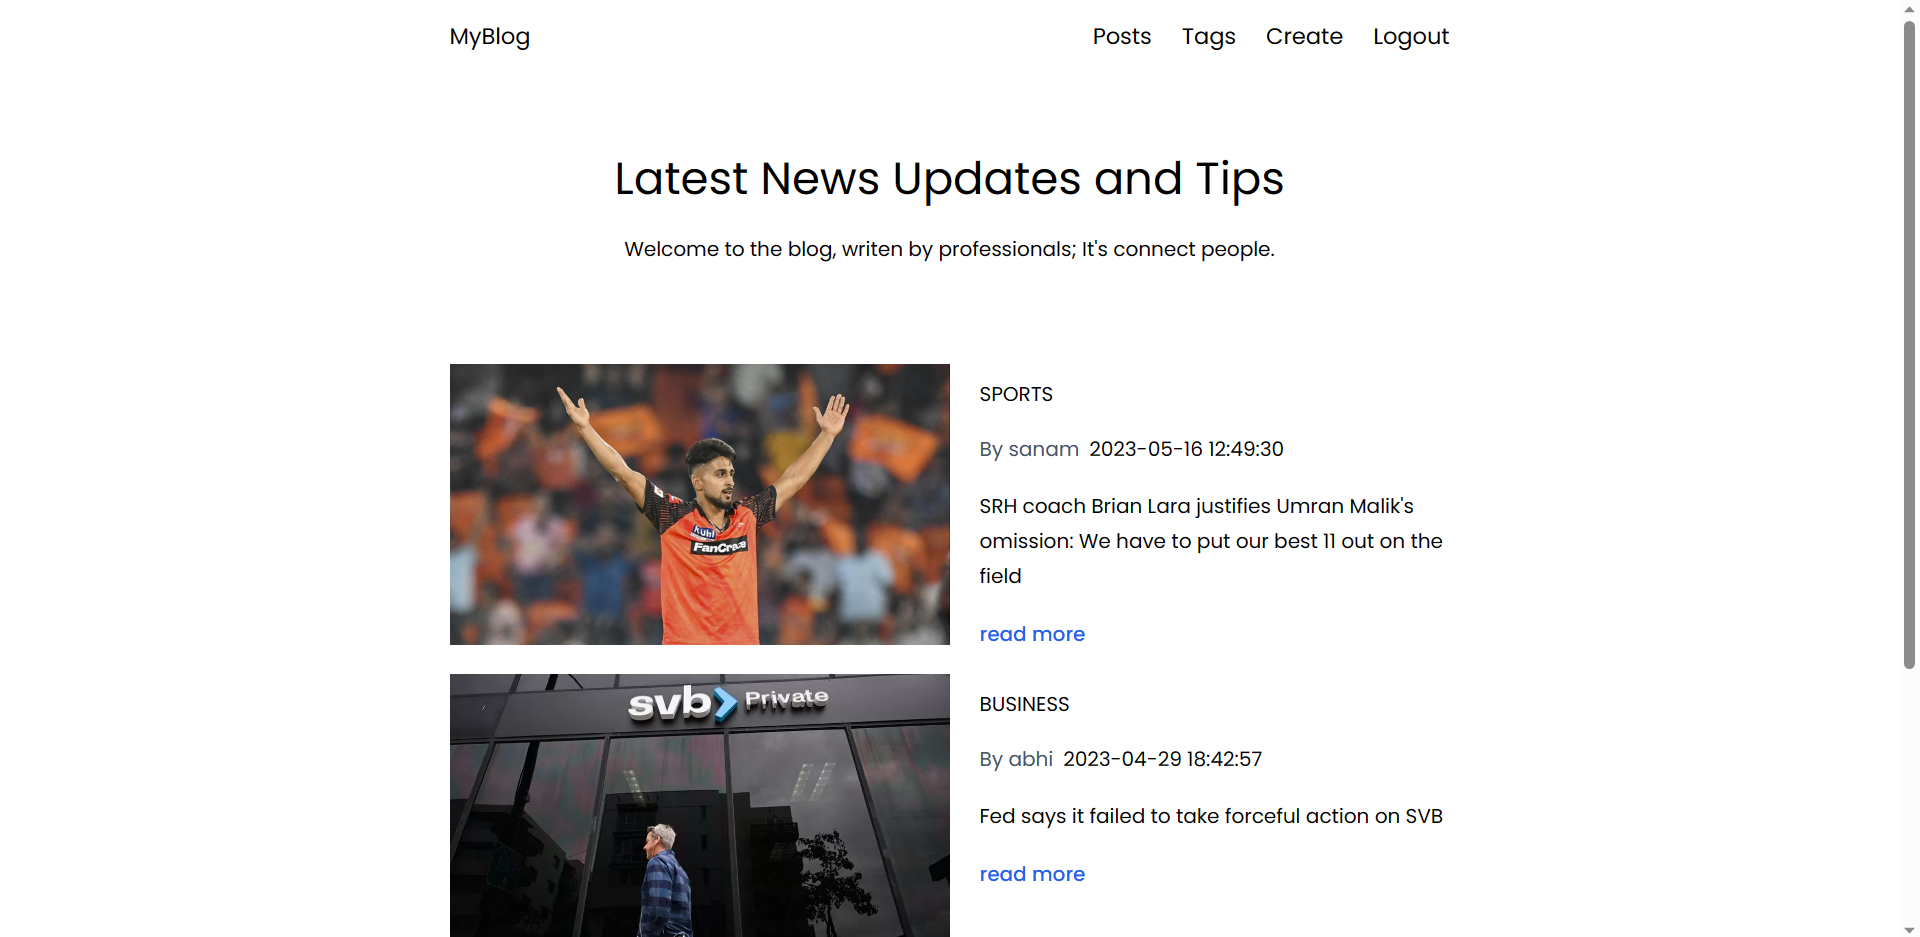 MyBlog
Posts Tags Create Logout
Latest News Updates and Tips
Welcome to the blog, writen by professionals; It's connect people.
kuhl
FanCraze
SPORTS
By sanam 2023-05-16 12:49:30
SRH coach Brian Lara justifies Umran Malik's
omission: We have to put our best 11 out on the
field
read more
svb Private
BUSINESS
By abhi 2023-04-29 18:42:57
Fed says it failed to take forceful action on SVB
read more